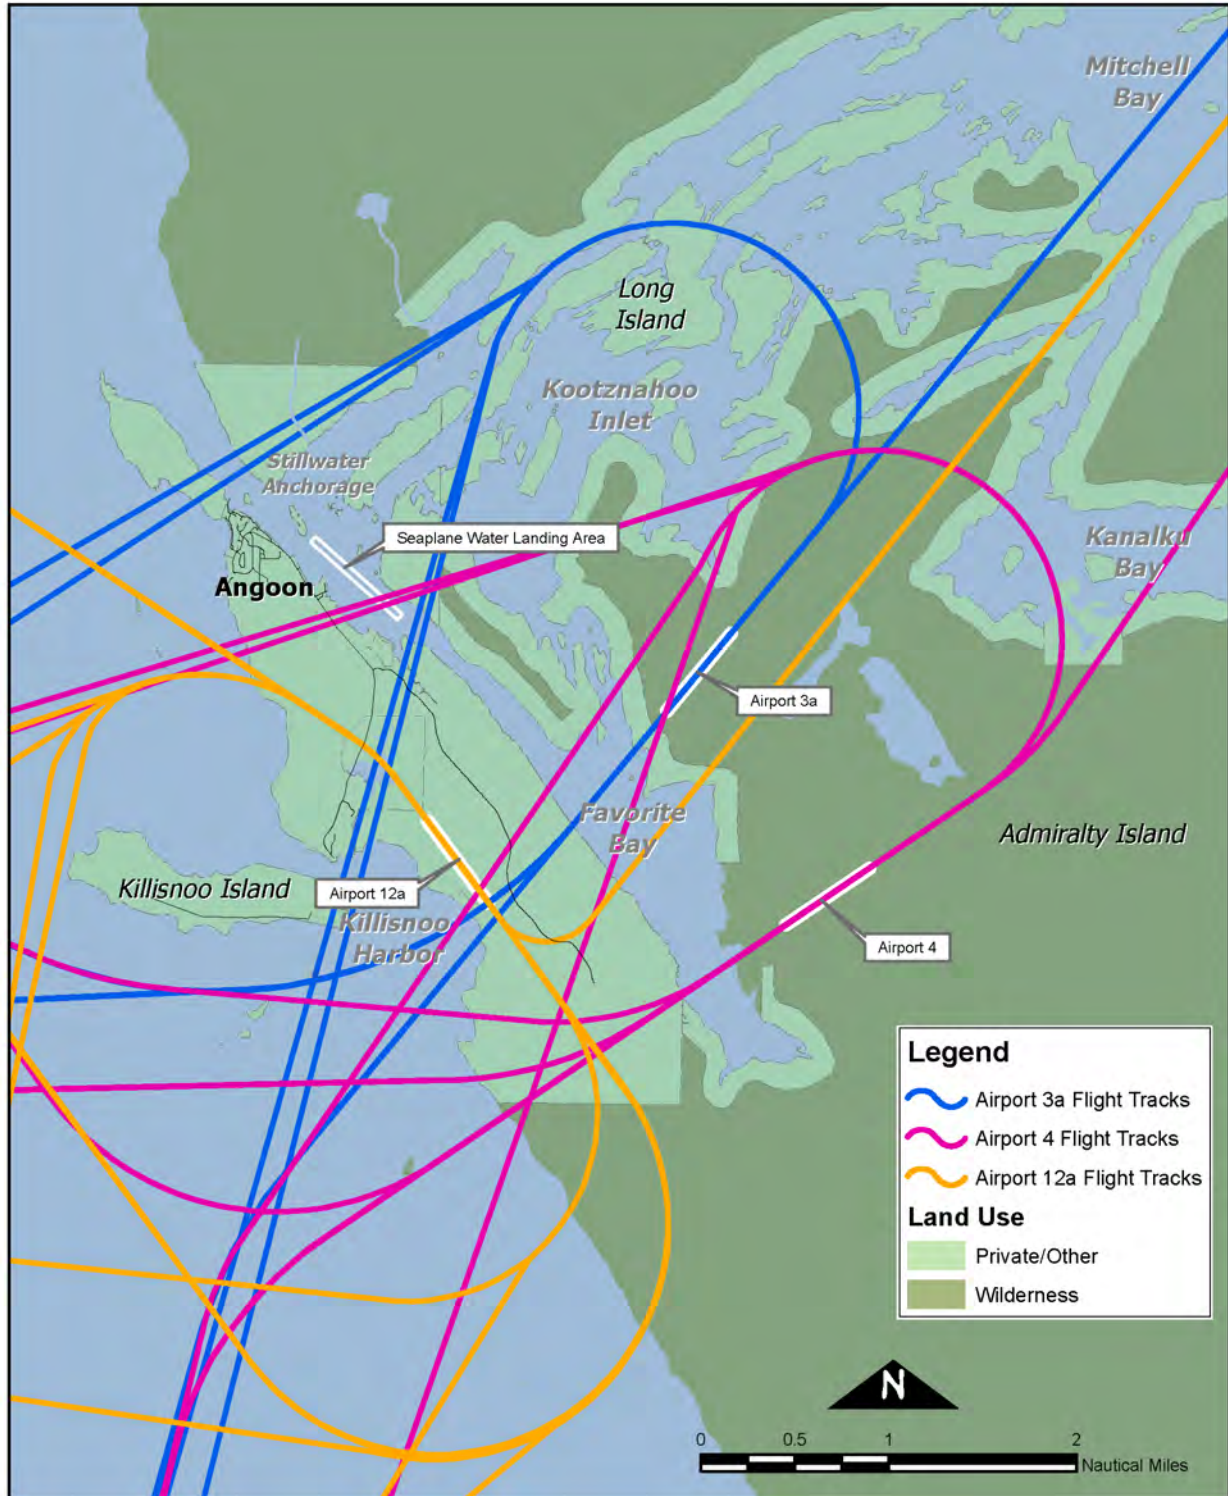 Mitchell
Bay
Long
Island
Kootznahoo
Inlet
Stillwater
Anchorage
Seaplane Water Landing Area
Kanalku
Bay
Angoon
Airport 3a
Favorite
Bay
Admiralty Island
Killisnoo Island
Airport 12a
Killisnoo
Harbor
Airport 4
Legend
Airport 3a Flight Tracks
Airport 4 Flight Tracks
Airport 12a Flight Tracks
Land Use
Private/Other
Wilderness
N
0 0.5 1 2
Nautical Miles